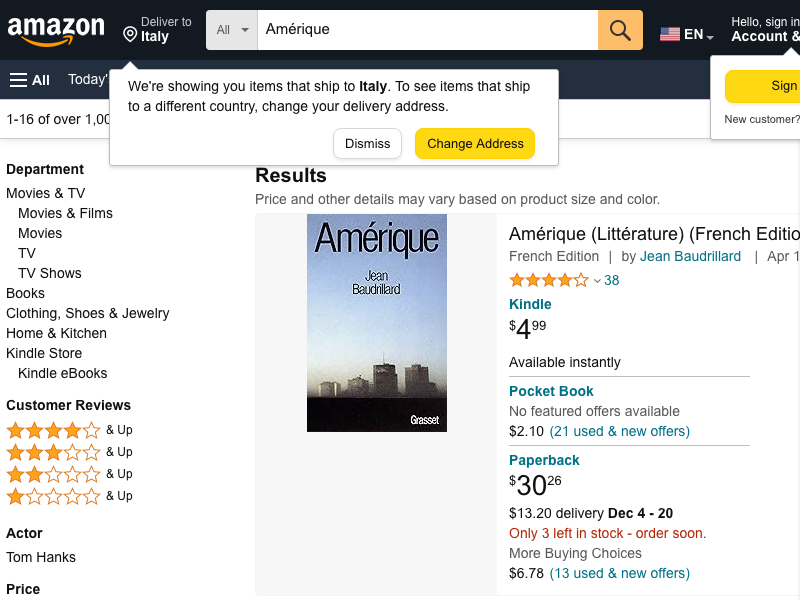 amazon
Deliver to
Italy
All
Amérique
EN
Hello, sign in
Account &
All
Today'
We're showing you items that ship to Italy. To see items that ship
to a different country, change your delivery address.
Dismiss
Change Address
Sign
New customer?
1-16 of over 1,00
Department
Movies & TV
Movies & Films
Movies
TV
TV Shows
Books
Clothing, Shoes & Jewelry
Home & Kitchen
Kindle Store
Kindle eBooks
Customer Reviews
& Up
& Up
& Up
& Up
Actor
Tom Hanks
Price
Results
Price and other details may vary based on product size and color.
Amérique
Jean
Baudrillard
Grasset
Amérique (Littérature) (French Editio
French Edition | by Jean Baudrillard | Apr 1
38
Kindle
$4.99
Available instantly
Pocket Book
No featured offers available
$2.10 (21 used & new offers)
Paperback
$30.26
$13.20 delivery Dec 4 - 20
Only 3 left in stock - order soon.
More Buying Choices
$6.78 (13 used & new offers)